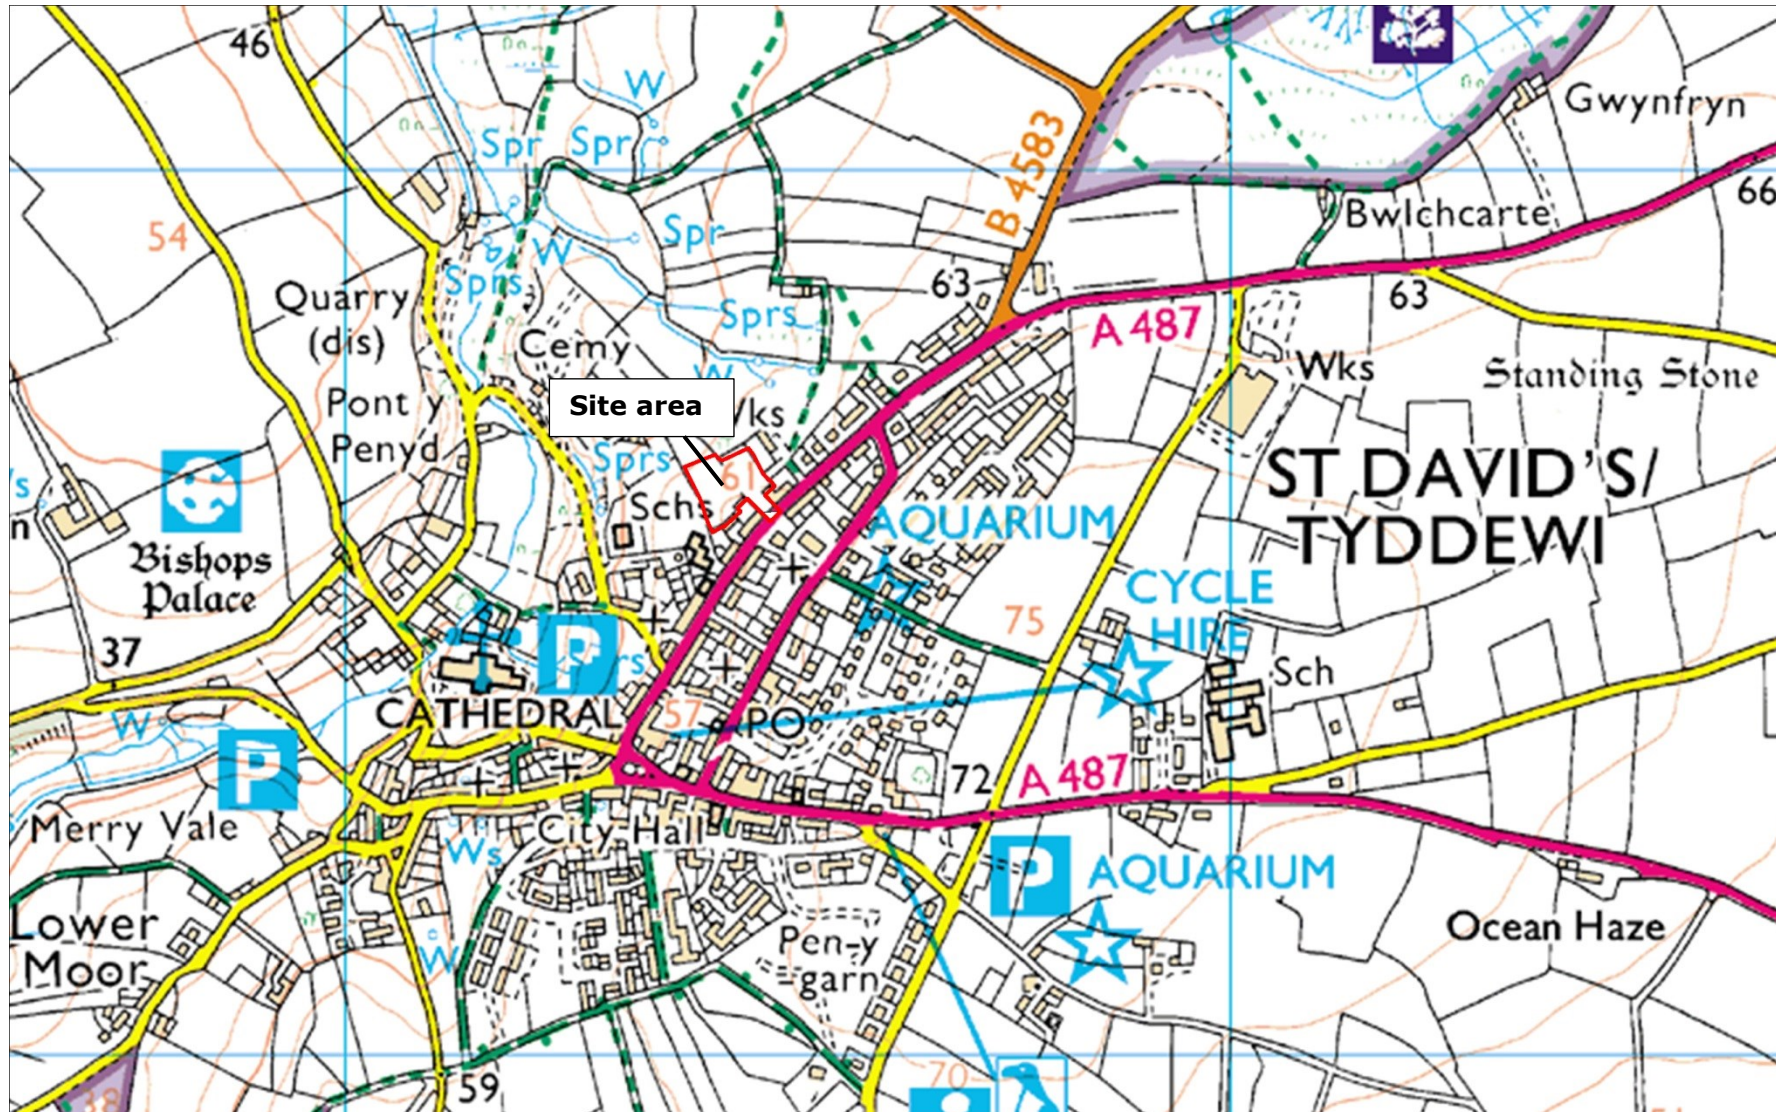 46
W
Gwynfryn
Spr
Spr
B 4583
66
54
Spr
Bwlchcarte
W
Sprs
63
63
Quarry
(dis)
Sprs
A 487
Cemy
W
Wks
Standing Stone
Pont y
Penyd
Site area
Sprs
61
ST DAVID'S/
TYDDEWI
Schs
AQUARIUM
Bishops
Palace
CYCLE
HIRE
75
P
37
Sch
CATHEDRAL
57
PO
W
P
72
A 487
Merry Vale
City Hall
Ws
P
AQUARIUM
Lower
Moor
Ocean Haze
W
Pen-y
-garn
59
70
38